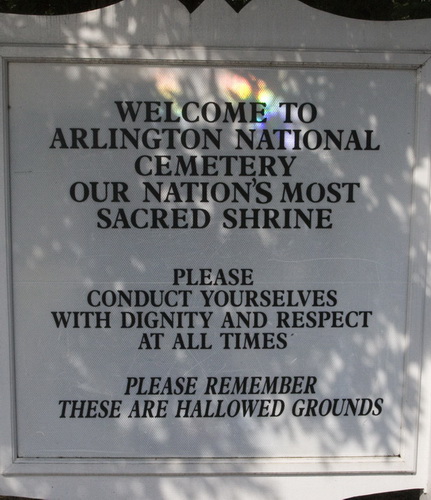 WELCOME TO
ARLINGTON NATIONAL
CEMETERY
OUR NATION'S MOST
SACRED SHRINE
PLEASE
CONDUCT YOURSELVES
WITH DIGNITY AND RESPECT
AT ALL TIMES
PLEASE REMEMBER
THESE ARE HALLOWED GROUNDS